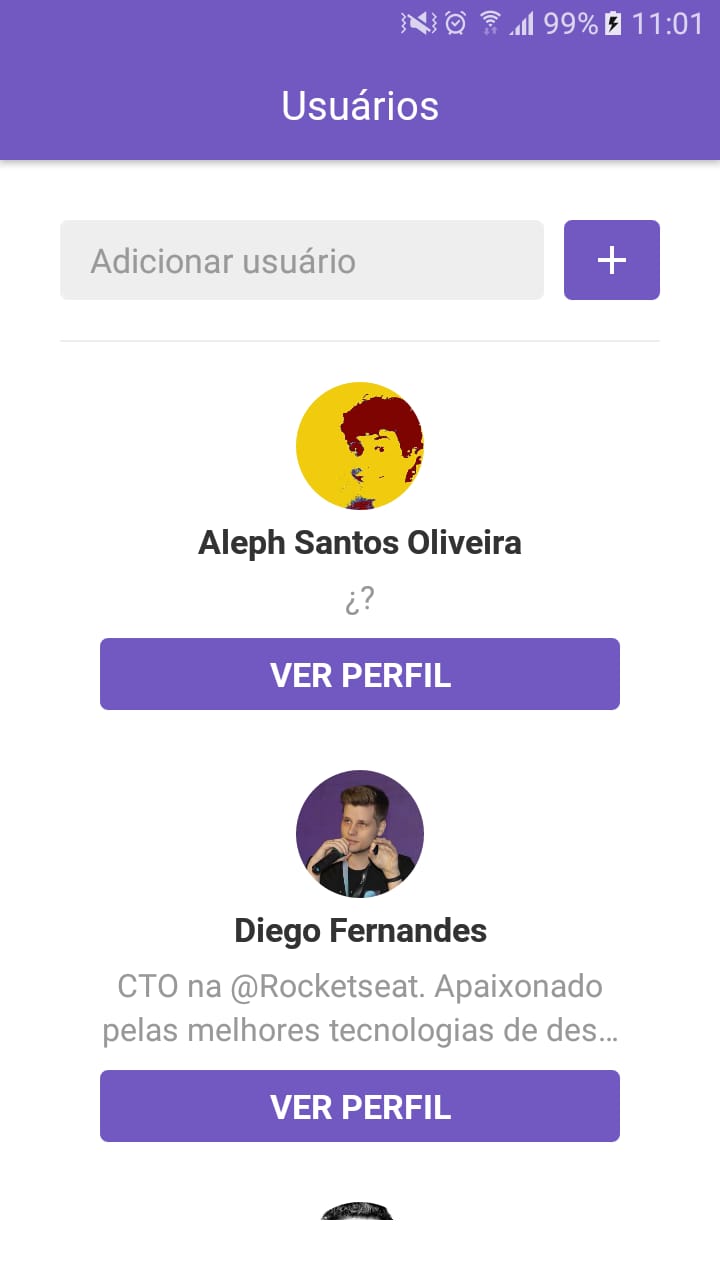 99% 11:01
Usuários
Adicionar usuário
+
Aleph Santos Oliveira
¿?
VER PERFIL
Diego Fernandes
CTO na @Rocketseat. Apaixonado
pelas melhores tecnologias de des...
VER PERFIL